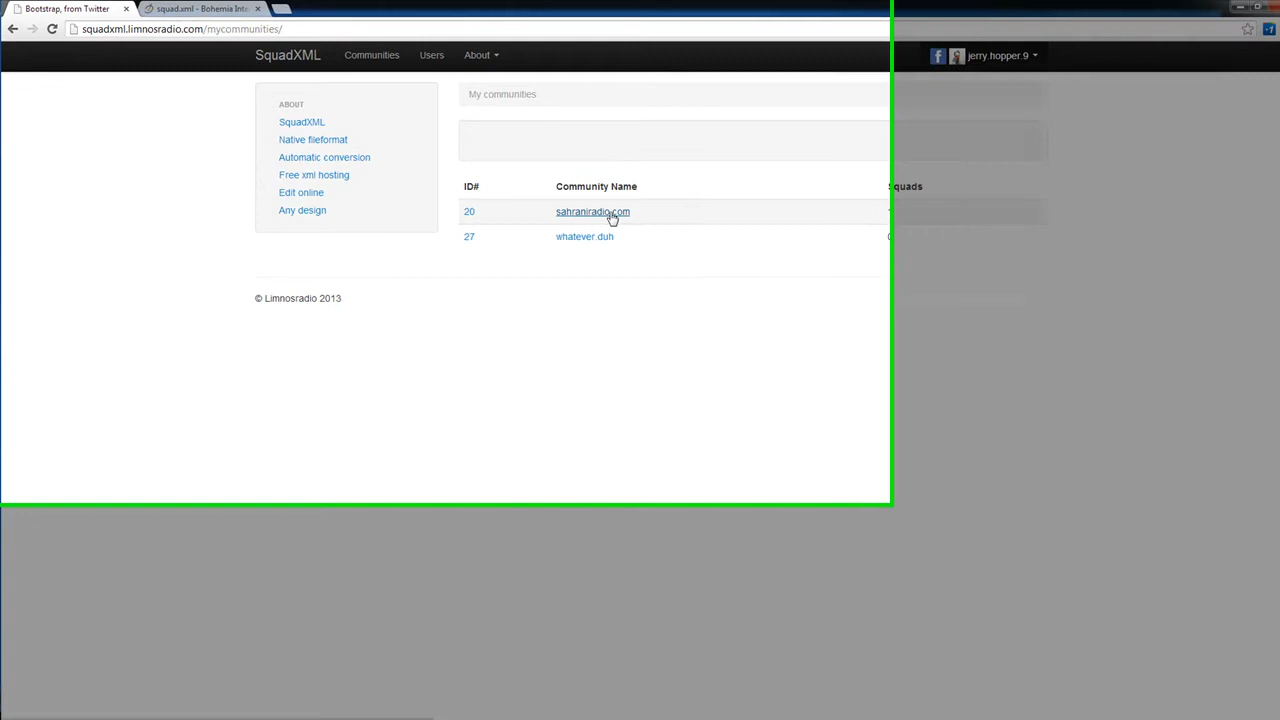 Bootstrap, from Twitter
squad.xml - Bohemia Inte
squadxml.limnosradio.com/mycommunities/
SquadXML Communities Users About jerry.hopper.9
ABOUT
SquadXML
Native fileformat
Automatic conversion
Free xml hosting
Edit online
Any design
My communities
ID# Community Name Squads
20 sahraniradio.com
27 whatever.duh
© Limnosradio 2013